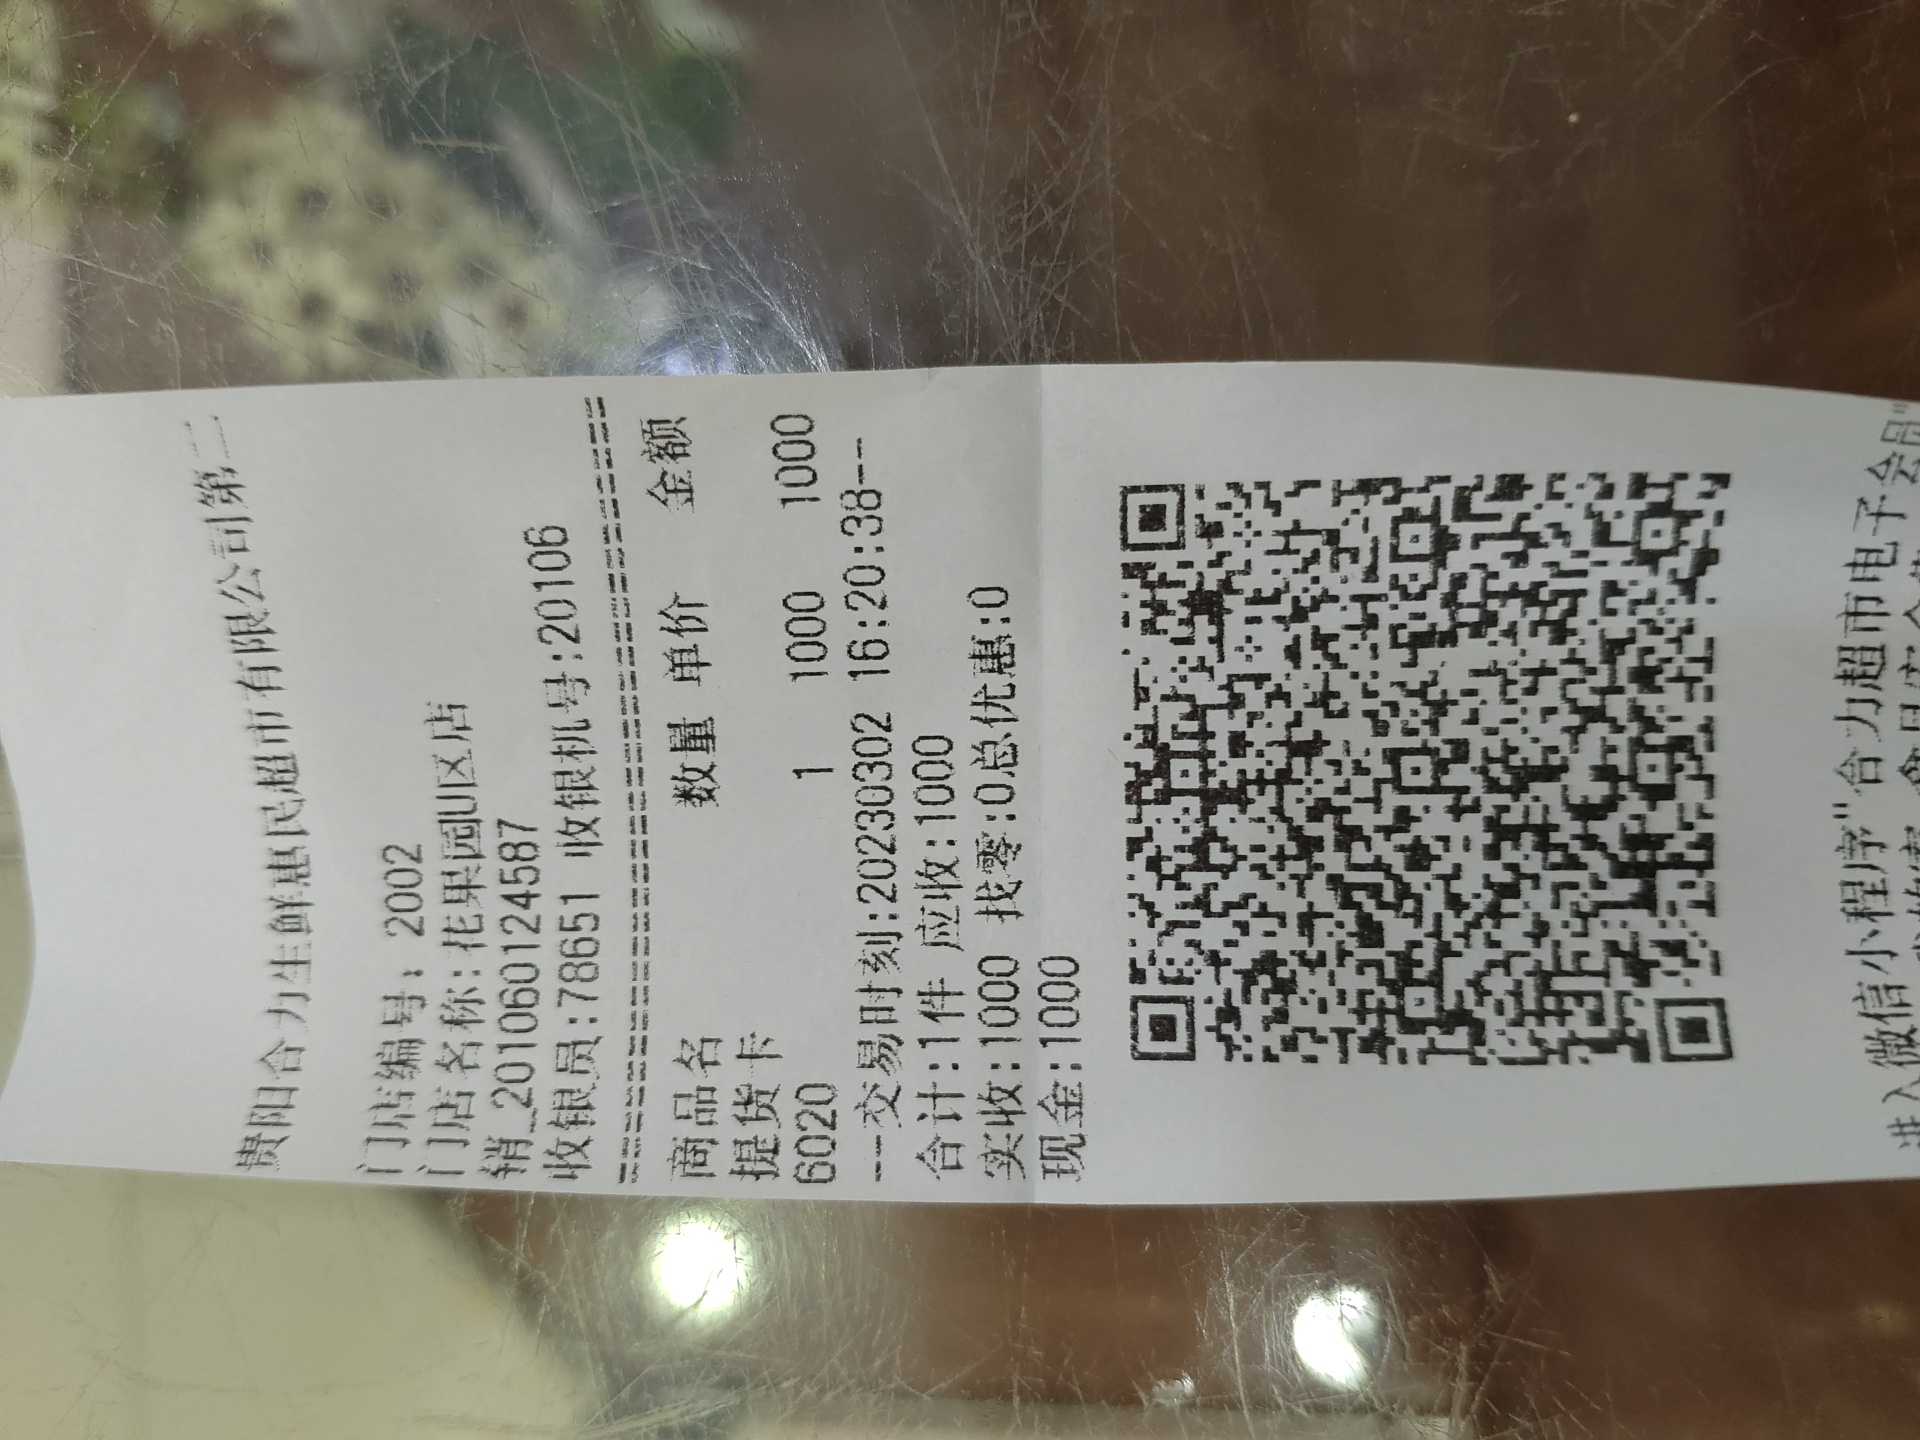 贵阳合力生鲜惠民超市有限公司第二
门店编号: 2002
门店名称:花果园U区店
销_2010601245​87
收银员:78651 收银机号:201106
==================================
商品名 数量 单价 金额
提货卡
6020 1 1000 1000
--交易时刻:20230302 16:20:38--
合计:1件 应收:1000
实收:1000 找零:0总优惠:0
现金:1000
进入微信小程序"合力超市电子会员